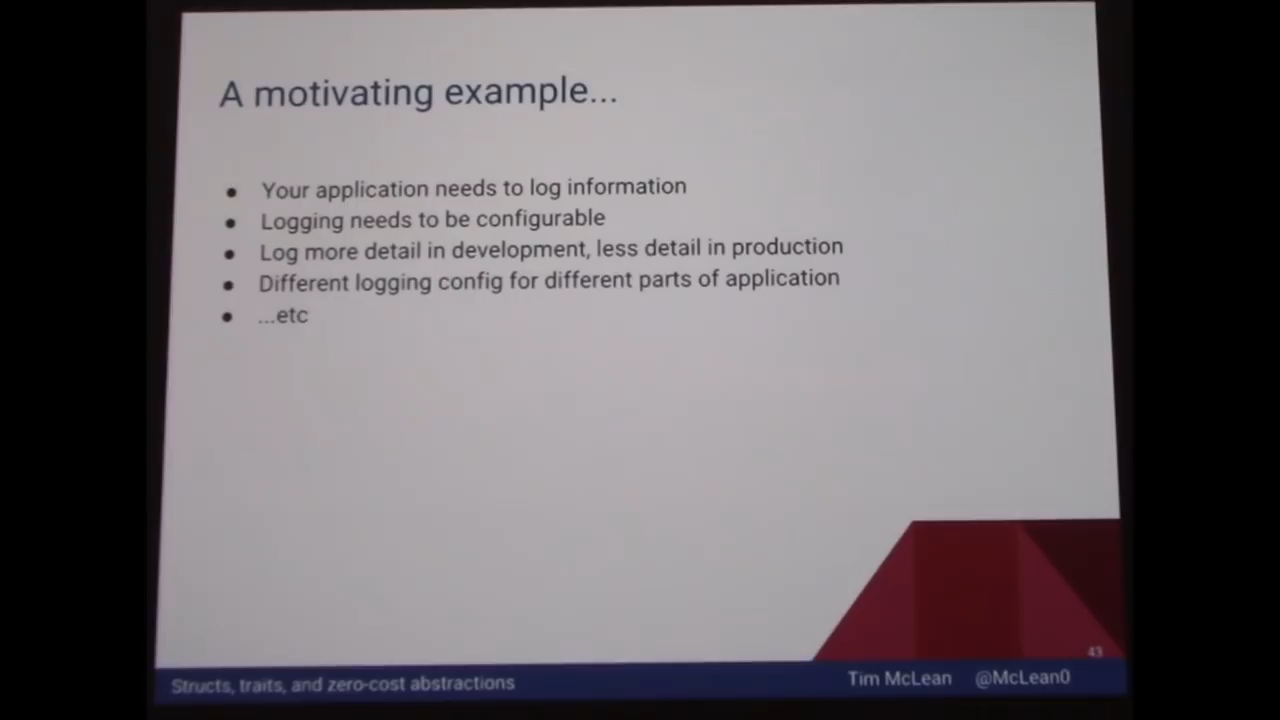 A motivating example...
● Your application needs to log information
● Logging needs to be configurable
● Log more detail in development, less detail in production
● Different logging config for different parts of application
● ...etc
43
Structs, traits, and zero-cost abstractions
Tim McLean @McLean0